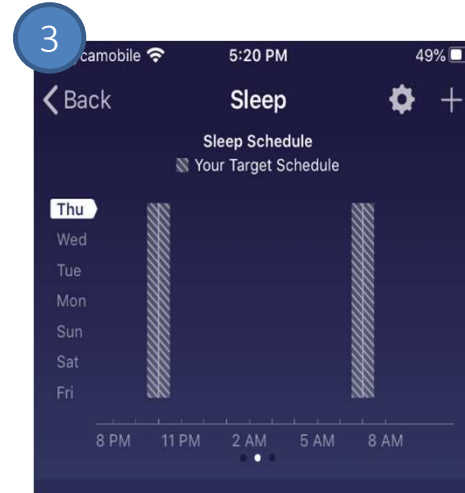 3
camobile 5:20 PM 49%
Back Sleep +
Sleep Schedule
Your Target Schedule
Thu
Wed
Tue
Mon
Sun
Sat
Fri
8 PM 11 PM 2 AM 5 AM 8 AM